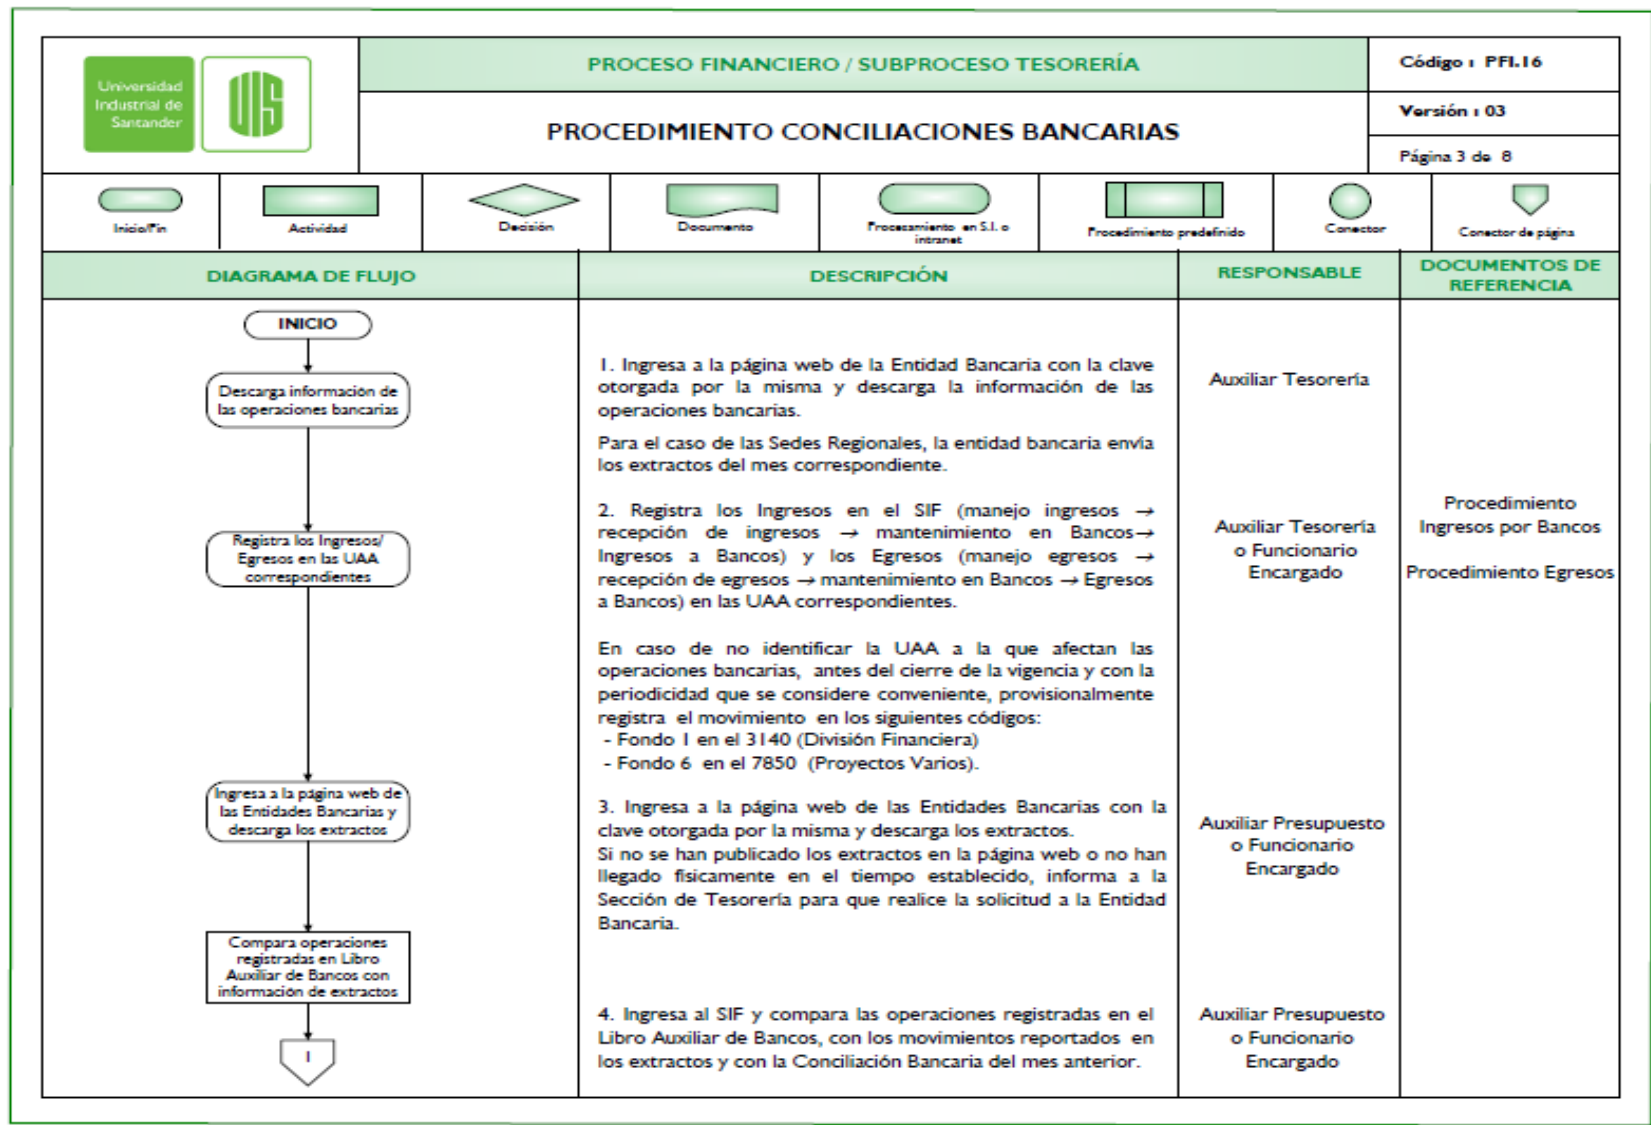 Universidad
Industrial de
Santander
UIS
PROCESO FINANCIERO / SUBPROCESO TESORERÍA
PROCEDIMIENTO CONCILIACIONES BANCARIAS
Código : PFI.16
Versión : 03
Página 3 de 8
Inicio/Fin
Actividad
Decisión
Documento
Procesamiento en S.I. o
intranet
Procedimiento predefinido
Conector
Conector de página
DIAGRAMA DE FLUJO
DESCRIPCIÓN
RESPONSABLE
DOCUMENTOS DE
REFERENCIA
INICIO
Descarga información de
las operaciones bancarias
1. Ingresa a la página web de la Entidad Bancaria con la clave
otorgada por la misma y descarga la información de las
operaciones bancarias.
Para el caso de las Sedes Regionales, la entidad bancaria envía
los extractos del mes correspondiente.
Auxiliar Tesorería
Registra los Ingresos/
Egresos en las UAA
correspondientes
2. Registra los Ingresos en el SIF (manejo ingresos →
recepción de ingresos → mantenimiento en Bancos→
Ingresos a Bancos) y los Egresos (manejo egresos →
recepción de egresos → mantenimiento en Bancos → Egresos
a Bancos) en las UAA correspondientes.
En caso de no identificar la UAA a la que afectan las
operaciones bancarias, antes del cierre de la vigencia y con la
periodicidad que se considere conveniente, provisionalmente
registra el movimiento en los siguientes códigos:
- Fondo 1 en el 3140 (División Financiera)
- Fondo 6 en el 7850 (Proyectos Varios).
Auxiliar Tesorería
o Funcionario
Encargado
Procedimiento
Ingresos por Bancos
Procedimiento Egresos
Ingresa a la página web de
las Entidades Bancarias y
descarga los extractos
3. Ingresa a la página web de las Entidades Bancarias con la
clave otorgada por la misma y descarga los extractos.
Si no se han publicado los extractos en la página web o no han
llegado físicamente en el tiempo establecido, informa a la
Sección de Tesorería para que realice la solicitud a la Entidad
Bancaria.
Auxiliar Presupuesto
o Funcionario
Encargado
Compara operaciones
registradas en Libro
Auxiliar de Bancos con
información de extractos
4. Ingresa al SIF y compara las operaciones registradas en el
Libro Auxiliar de Bancos, con los movimientos reportados en
los extractos y con la Conciliación Bancaria del mes anterior.
Auxiliar Presupuesto
o Funcionario
Encargado
1